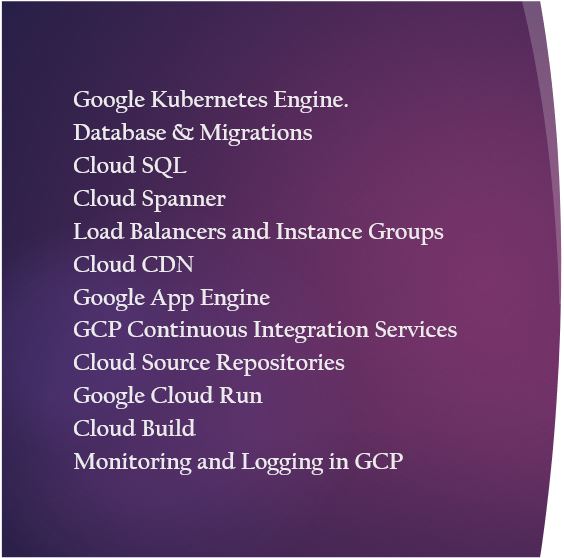 Google Kubernetes Engine.
Database & Migrations
Cloud SQL
Cloud Spanner
Load Balancers and Instance Groups
Cloud CDN
Google App Engine
GCP Continuous Integration Services
Cloud Source Repositories
Google Cloud Run
Cloud Build
Monitoring and Logging in GCP